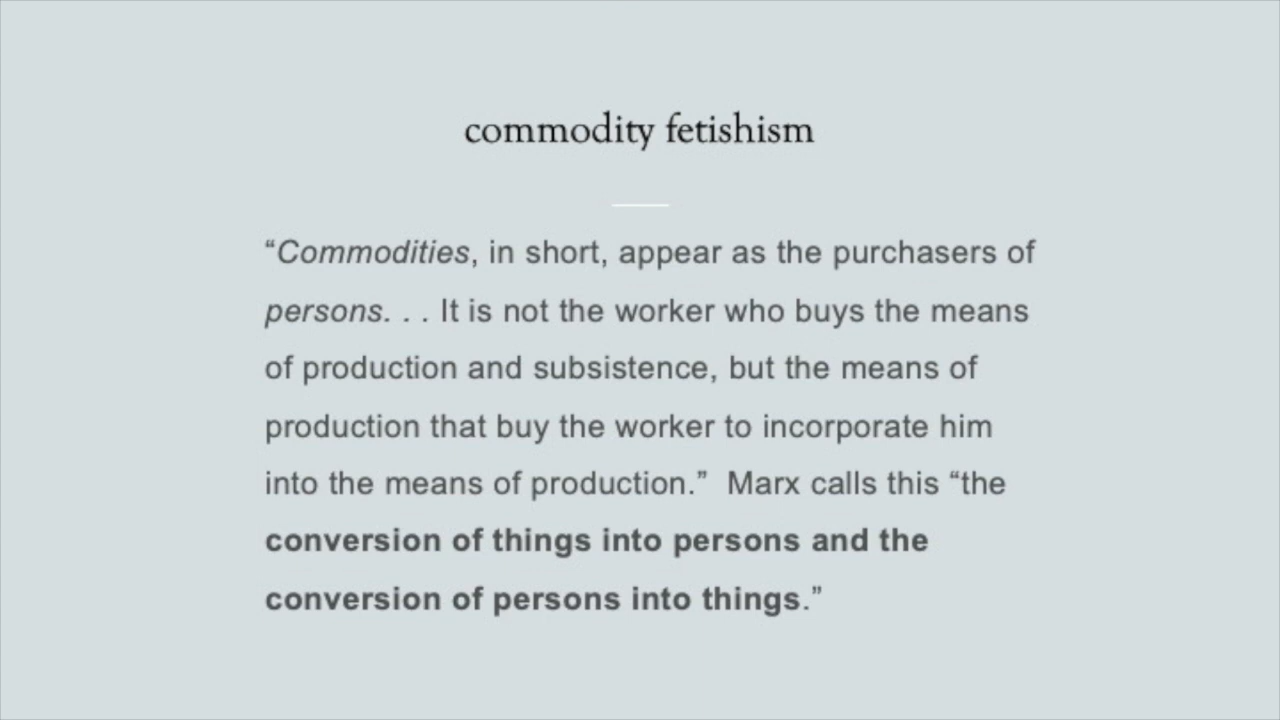 commodity fetishism
“Commodities, in short, appear as the purchasers of
persons. . . It is not the worker who buys the means
of production and subsistence, but the means of
production that buy the worker to incorporate him
into the means of production.”  Marx calls this “the
conversion of things into persons and the
conversion of persons into things.”